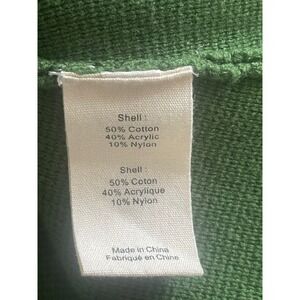 Shell :
50% Cotton
40% Acrylic
10% Nylon
Shell :
50% Coton
40% Acrylique
10% Nylon
Made in China
Fabriqué en Chine